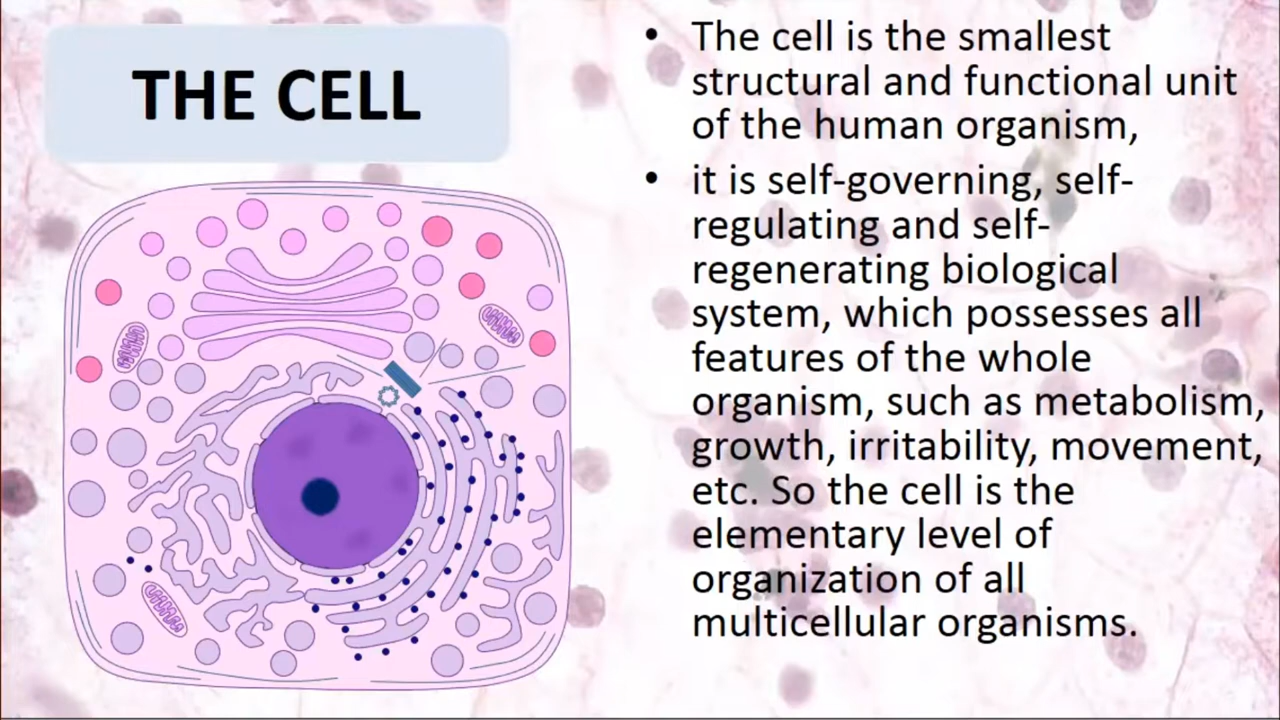 THE CELL
• The cell is the smallest
structural and functional unit
of the human organism,
• it is self-governing, self-
regulating and self-
regenerating biological
system, which possesses all
features of the whole
organism, such as metabolism,
growth, irritability, movement,
etc. So the cell is the
elementary level of
organization of all
multicellular organisms.